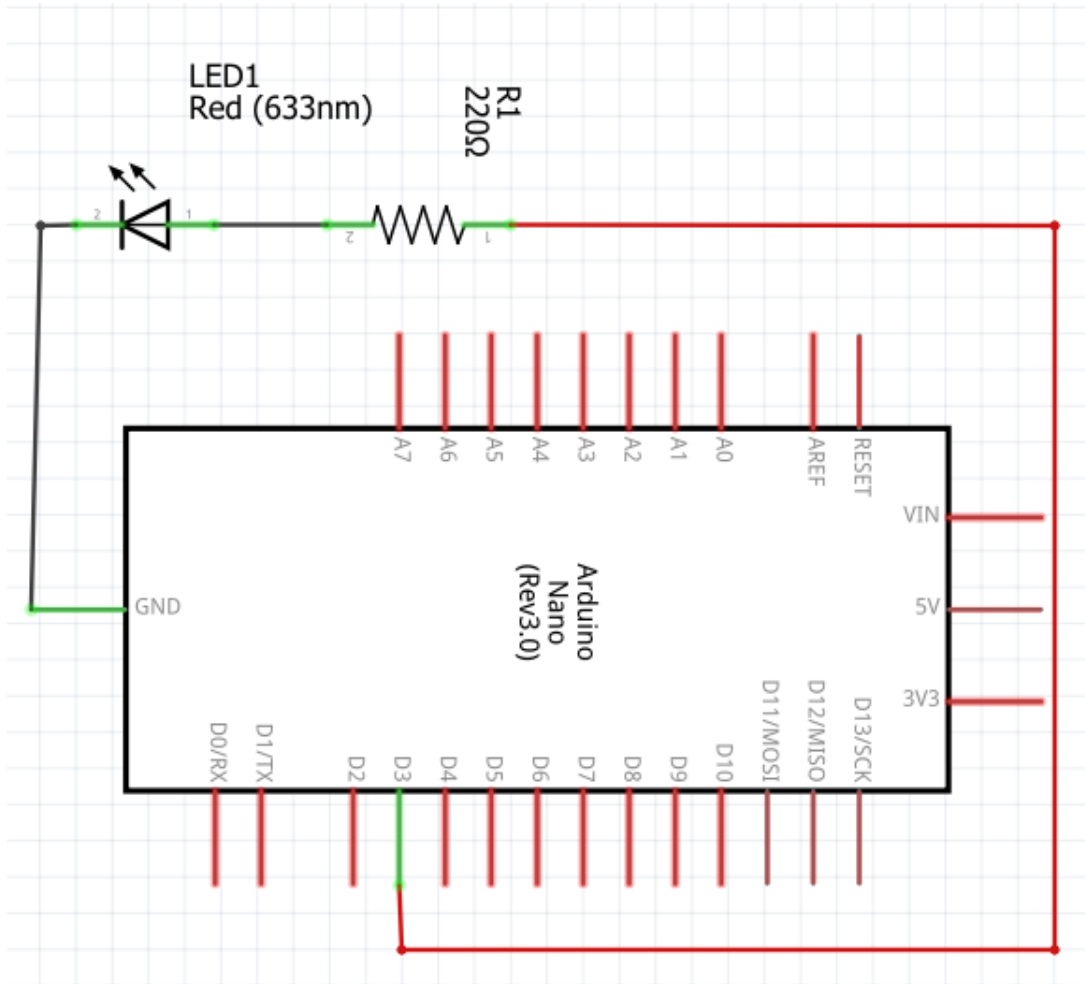 LED1
Red (633nm)
R1
220Ω
2
1
2
1
A7
A6
A5
A4
A3
A2
A1
A0
AREF
RESET
VIN
GND
5V
3V3
Arduino
Nano
(Rev3.0)
D0/RX
D1/TX
D2
D3
D4
D5
D6
D7
D8
D9
D10
D11/MOSI
D12/MISO
D13/SCK